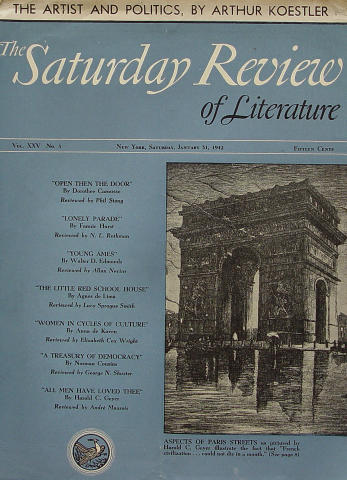 THE ARTIST AND POLITICS, BY ARTHUR KOESTLER
The Saturday Review
of Literature
Vol. XXV No. 5
New York, Saturday, January 31, 1942
Fifteen Cents
"OPEN THEN THE DOOR"
By Dorothee Carousso
Reviewed by Phil Stong
"LONELY PARADE"
By Fannie Hurst
Reviewed by N. L. Rothman
"YOUNG AMES"
By Walter D. Edmonds
Reviewed by Allan Nevins
"THE LITTLE RED SCHOOL HOUSE"
By Agnes de Lima
Reviewed by Lucy Sprague Smith
"WOMEN IN CYCLES OF CULTURE"
By Anna de Koven
Reviewed by Elizabeth Cox Wright
"A TREASURY OF DEMOCRACY"
By Norman Cousins
Reviewed by George N. Shuster
"ALL MEN HAVE LOVED THEE"
By Harold C. Geyer
Reviewed by André Maurois
ASPECTS OF PARIS STREETS as pictured by
Harold C. Geyer illustrate the fact that "French
civilization . . . could not die in a month." (See page 8)